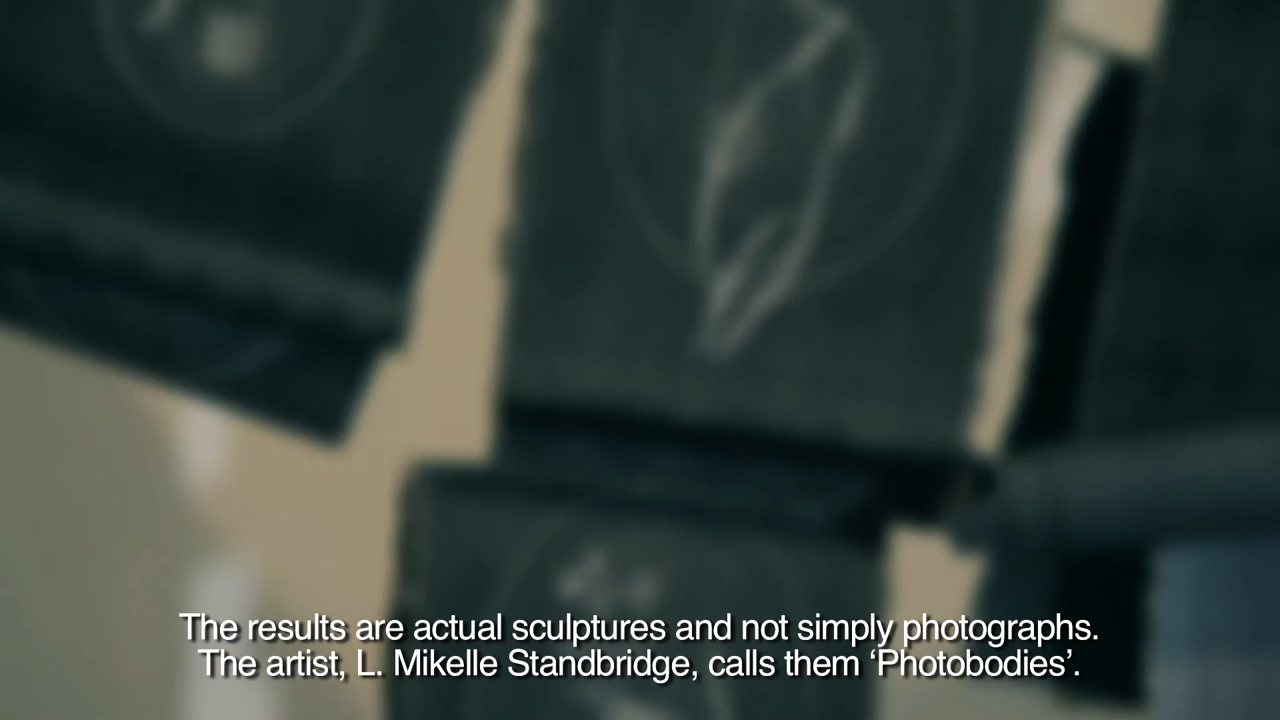 The results are actual sculptures and not simply photographs.
The artist, L. Mikelle Standbridge, calls them ‘Photobodies’.